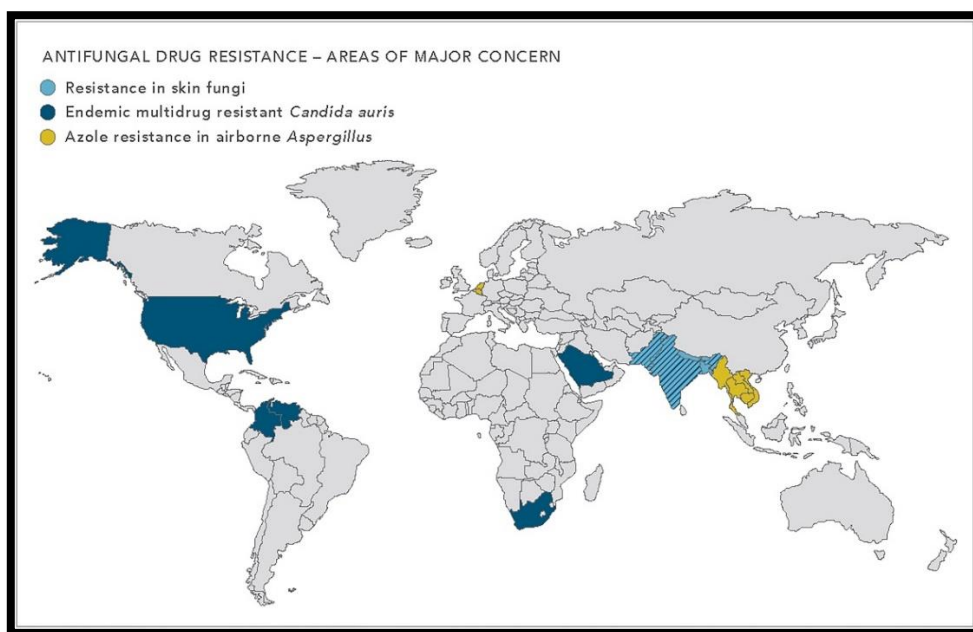 ANTIFUNGAL DRUG RESISTANCE – AREAS OF MAJOR CONCERN
Resistance in skin fungi
Endemic multidrug resistant Candida auris
Azole resistance in airborne Aspergillus